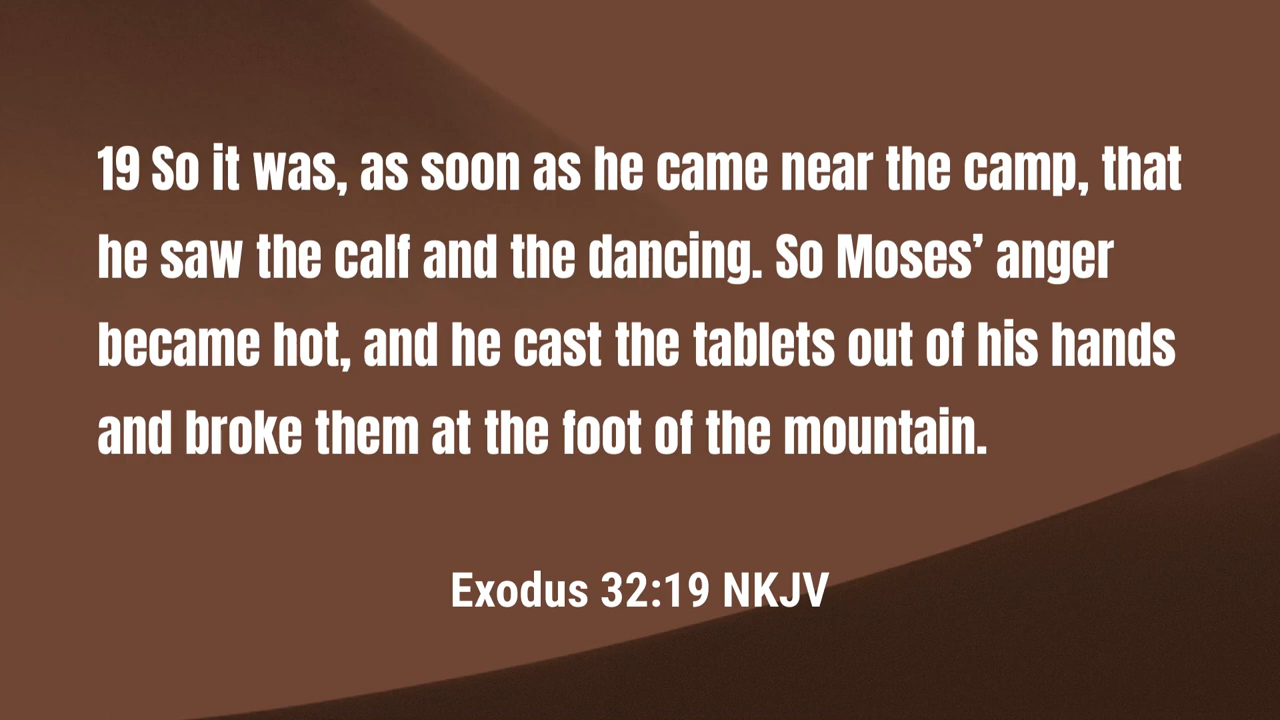 19 So it was, as soon as he came near the camp, that
he saw the calf and the dancing. So Moses’ anger
became hot, and he cast the tablets out of his hands
and broke them at the foot of the mountain.
Exodus 32:19 NKJV